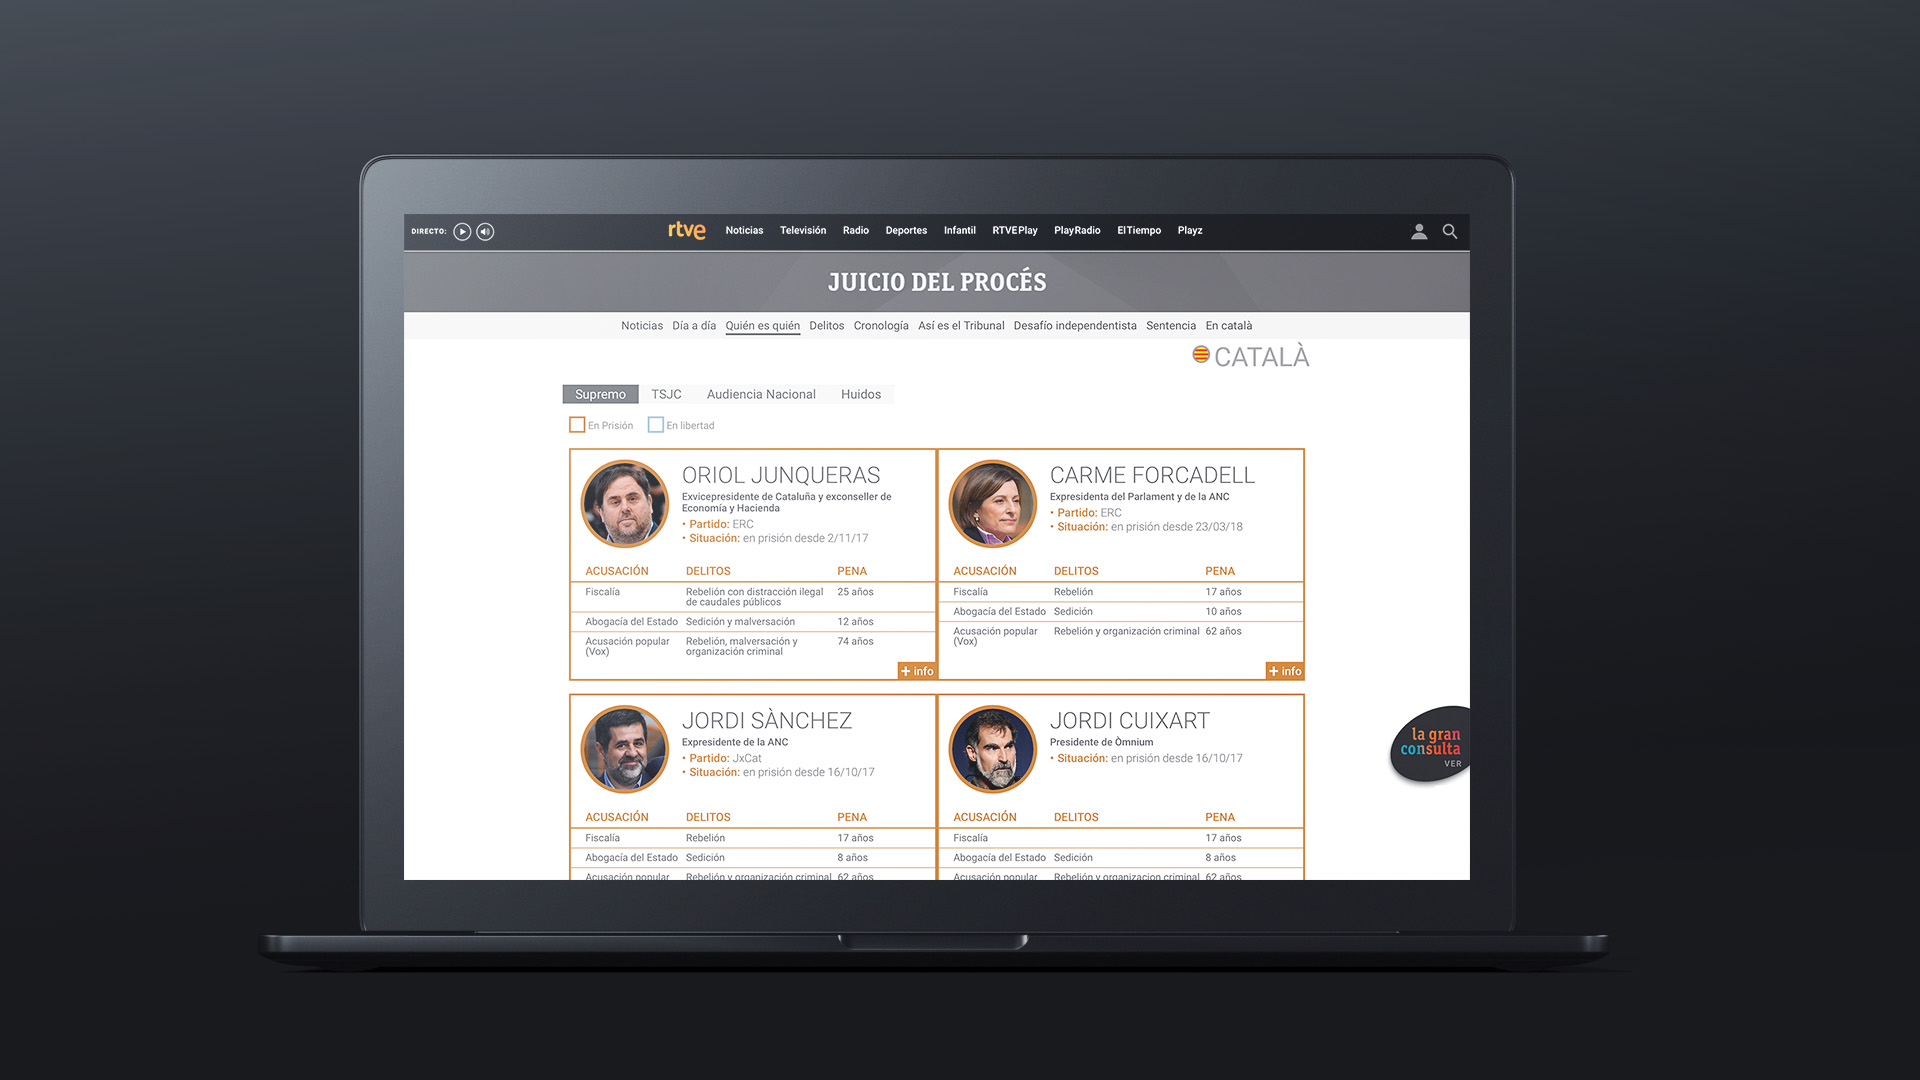 DIRECTO:
rtve Noticias Televisión Radio Deportes Infantil RTVEPlay PlayRadio ElTiempo Playz
JUICIO DEL PROCÉS
Noticias Día a día Quién es quién Delitos Cronología Así es el Tribunal Desafío independentista Sentencia En català
CATALÀ
Supremo TSJC Audiencia Nacional Huidos
En Prisión En libertad
ORIOL JUNQUERAS
Exvicepresidente de Cataluña y exconseller de
Economía y Hacienda
• Partido: ERC
• Situación: en prisión desde 2/11/17
ACUSACIÓN DELITOS PENA
Fiscalía Rebelión con distracción ilegal 25 años
de caudales públicos
Abogacía del Estado Sedición y malversación 12 años
Acusación popular Rebelión, malversación y 74 años
(Vox) organización criminal
+ info
CARME FORCADELL
Expresidenta del Parlament y de la ANC
• Partido: ERC
• Situación: en prisión desde 23/03/18
ACUSACIÓN DELITOS PENA
Fiscalía Rebelión 17 años
Abogacía del Estado Sedición 10 años
Acusación popular Rebelión y organización criminal 62 años
(Vox)
+ info
JORDI SÀNCHEZ
Expresidente de la ANC
• Partido: JxCat
• Situación: en prisión desde 16/10/17
ACUSACIÓN DELITOS PENA
Fiscalía Rebelión 17 años
Abogacía del Estado Sedición 8 años
Acusación popular Rebelión y organización criminal 62 años
JORDI CUIXART
Presidente de Òmnium
• Situación: en prisión desde 16/10/17
ACUSACIÓN DELITOS PENA
Fiscalía 17 años
Abogacía del Estado Sedición 8 años
Acusación popular Rebelión y organizacion criminal 62 años
la gran
consulta
VER